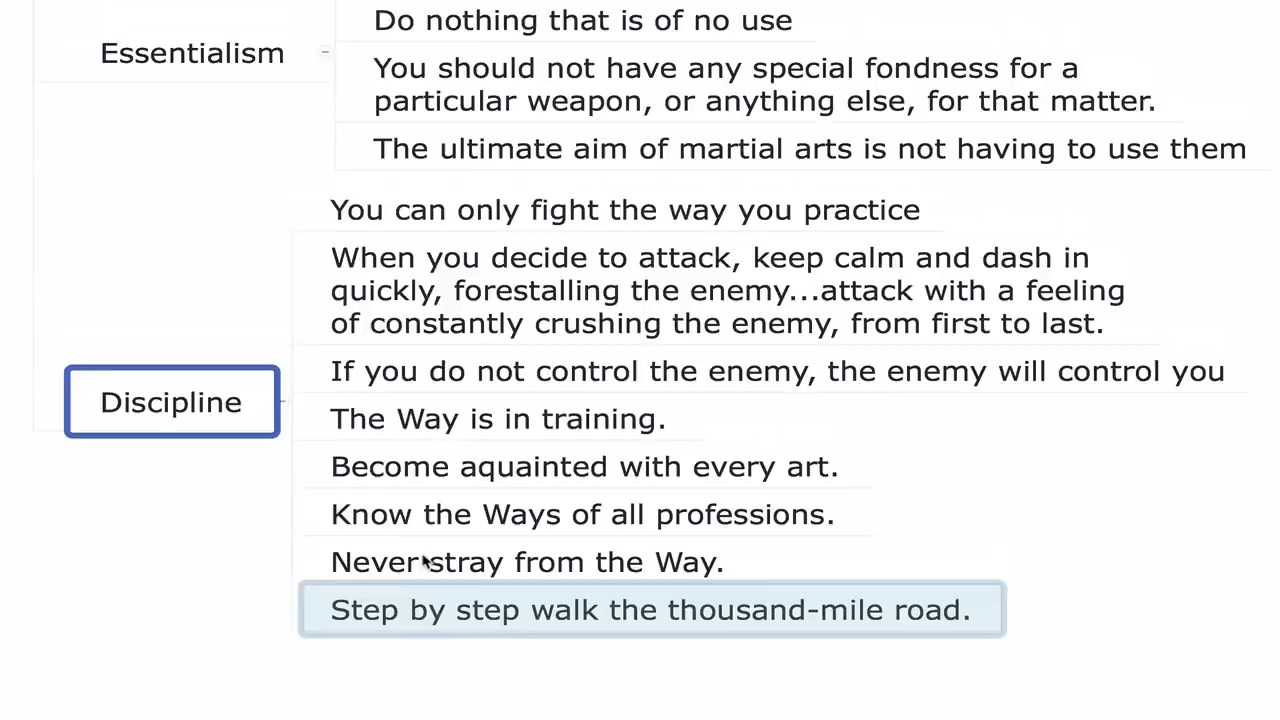 Essentialism
Do nothing that is of no use
You should not have any special fondness for a
particular weapon, or anything else, for that matter.
The ultimate aim of martial arts is not having to use them
Discipline
You can only fight the way you practice
When you decide to attack, keep calm and dash in
quickly, forestalling the enemy...attack with a feeling
of constantly crushing the enemy, from first to last.
If you do not control the enemy, the enemy will control you
The Way is in training.
Become aquainted with every art.
Know the Ways of all professions.
Never stray from the Way.
Step by step walk the thousand-mile road.